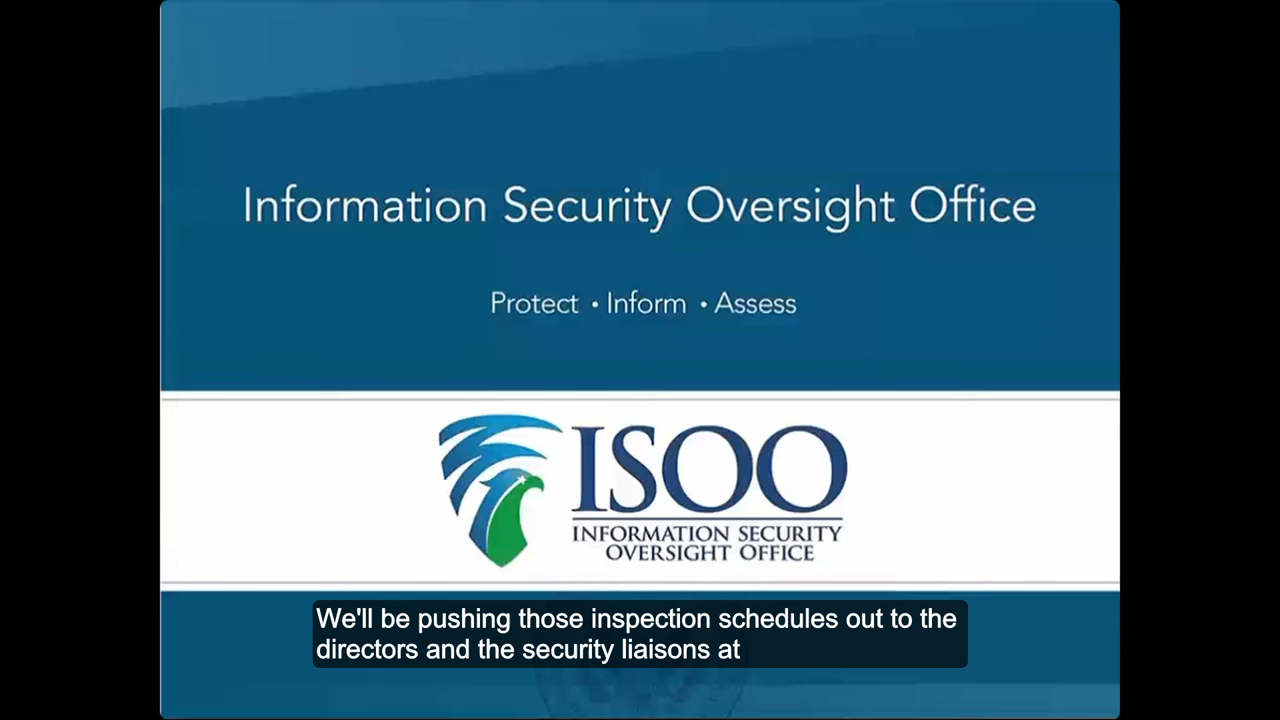 Information Security Oversight Office
Protect • Inform • Assess
ISOO
INFORMATION SECURITY
OVERSIGHT OFFICE
We'll be pushing those inspection schedules out to the
directors and the security liaisons at